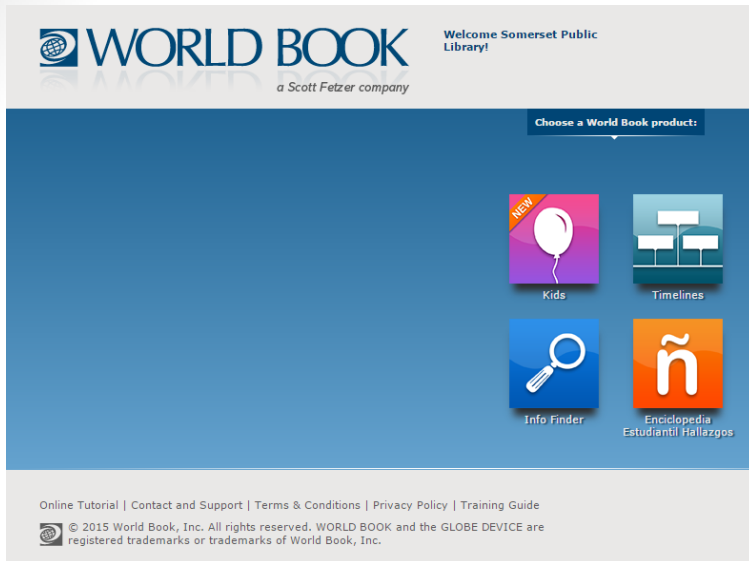 WORLD BOOK
a Scott Fetzer company
Welcome Somerset Public
Library!
Choose a World Book product:
NEW
Kids
Timelines
Info Finder
ñ
Enciclopedia
Estudiantil Hallazgos
Online Tutorial | Contact and Support | Terms & Conditions | Privacy Policy | Training Guide
© 2015 World Book, Inc. All rights reserved. WORLD BOOK and the GLOBE DEVICE are
registered trademarks or trademarks of World Book, Inc.